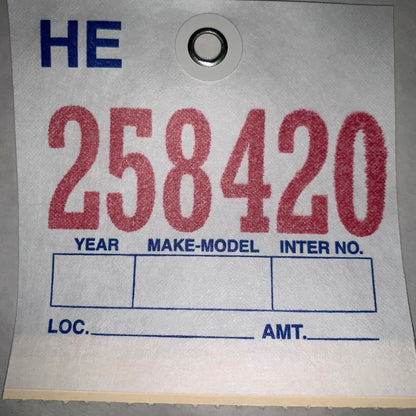 HE
258420
YEAR MAKE-MODEL INTER NO.
LOC. AMT.